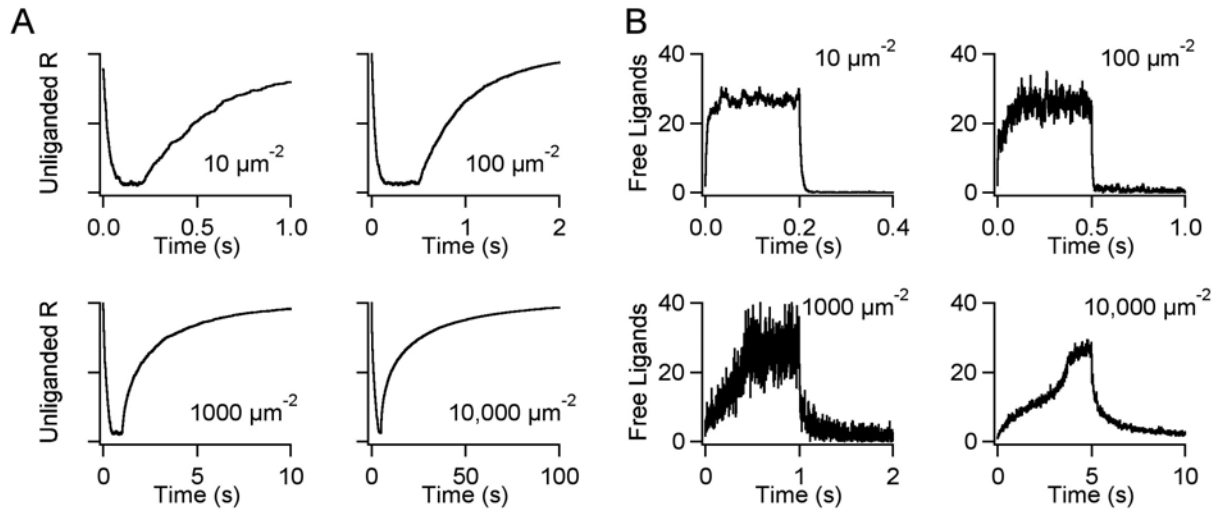 A
Unliganded R
10 µm-2
0.0 0.5 1.0
Time (s)
100 µm-2
0 1 2
Time (s)
Unliganded R
1000 µm-2
0 5 10
Time (s)
10,000 µm-2
0 50 100
Time (s)
B
Free Ligands
40
20
0
10 µm-2
0.0 0.2 0.2 0.4
Time (s)
40
20
0
100 µm-2
0.0 0.5 1.0
Time (s)
Free Ligands
40
20
0
1000 µm-2
0 1 2
Time (s)
40
20
0
10,000 µm-2
0 5 10
Time (s)